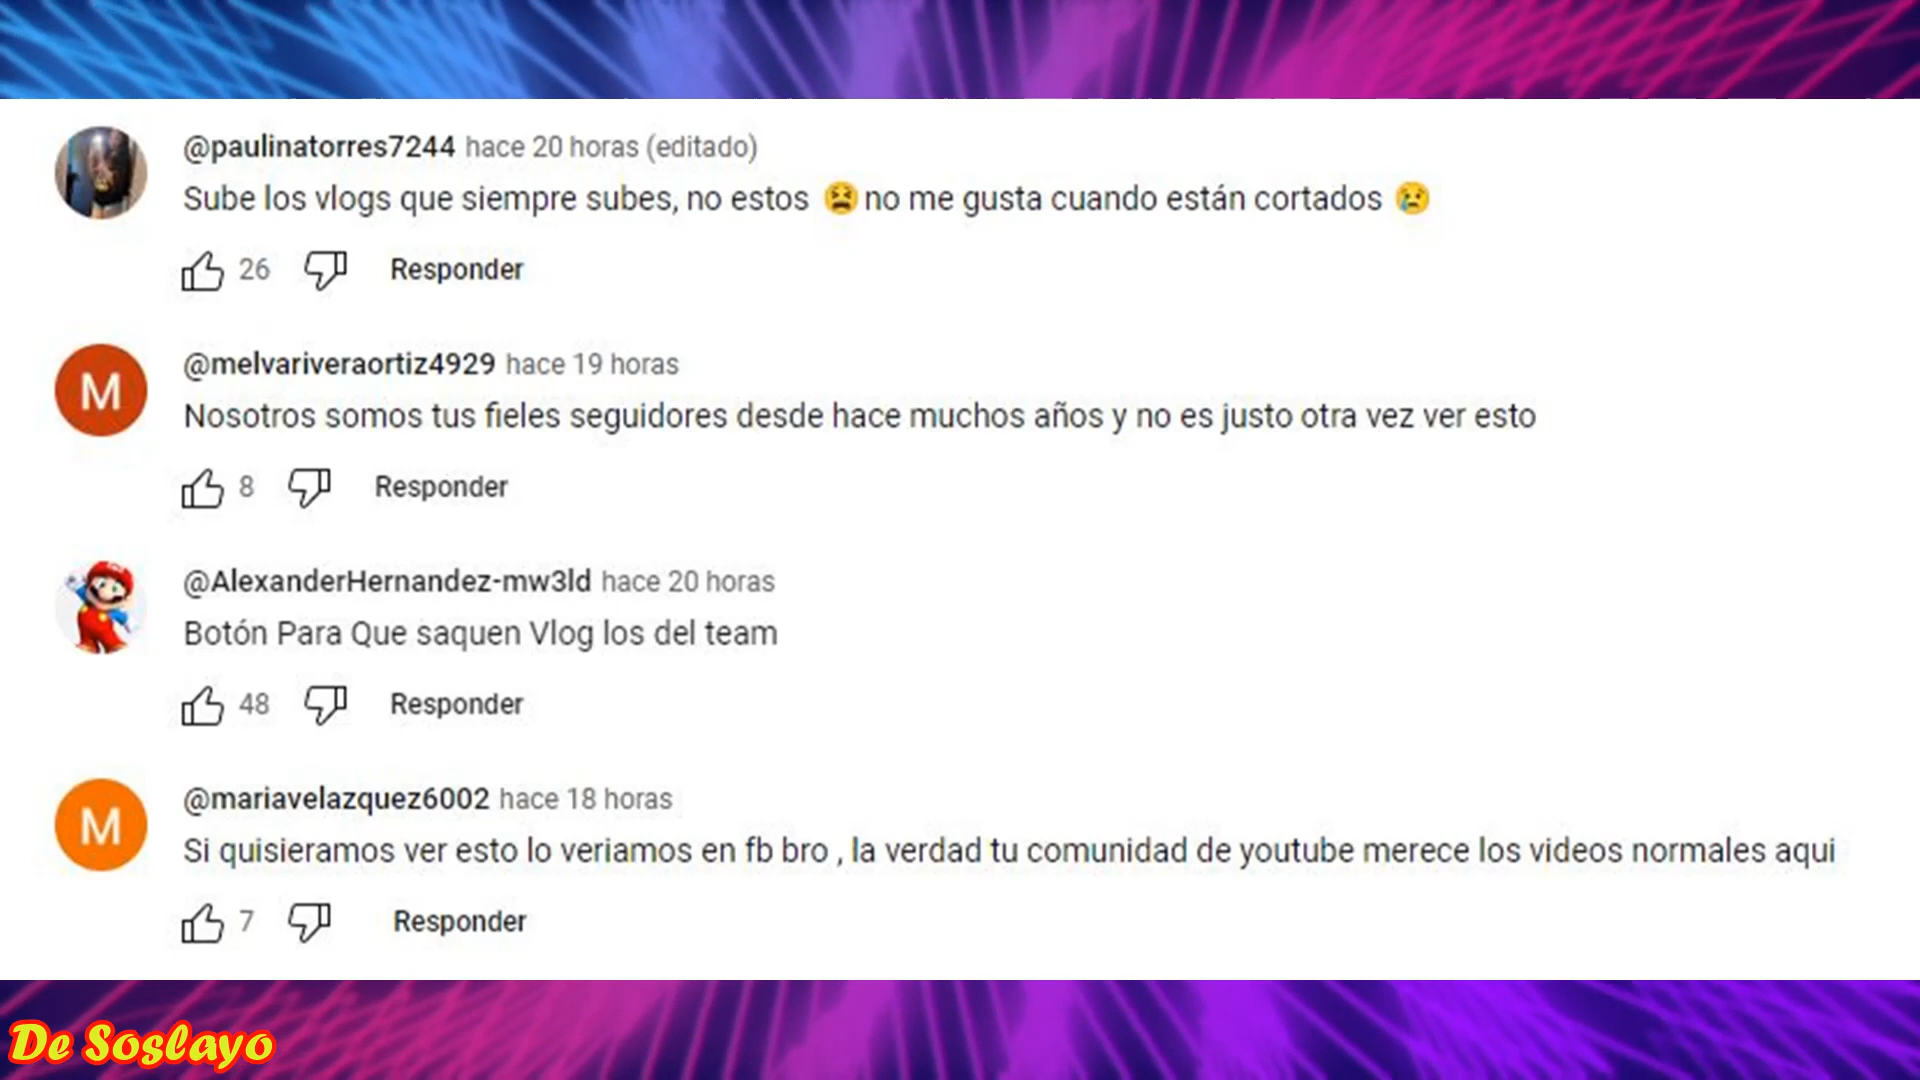 @paulinatorres7244 hace 20 horas (editado)
Sube los vlogs que siempre subes, no estos 😫 no me gusta cuando están cortados 😢
26 Responder
M
@melvariveraortiz4929 hace 19 horas
Nosotros somos tus fieles seguidores desde hace muchos años y no es justo otra vez ver esto
8 Responder
@AlexanderHernandez-mw3ld hace 20 horas
Botón Para Que saquen Vlog los del team
48 Responder
M
@mariavelazquez6002 hace 18 horas
Si quisieramos ver esto lo veriamos en fb bro , la verdad tu comunidad de youtube merece los videos normales aqui
7 Responder
De Soslayo